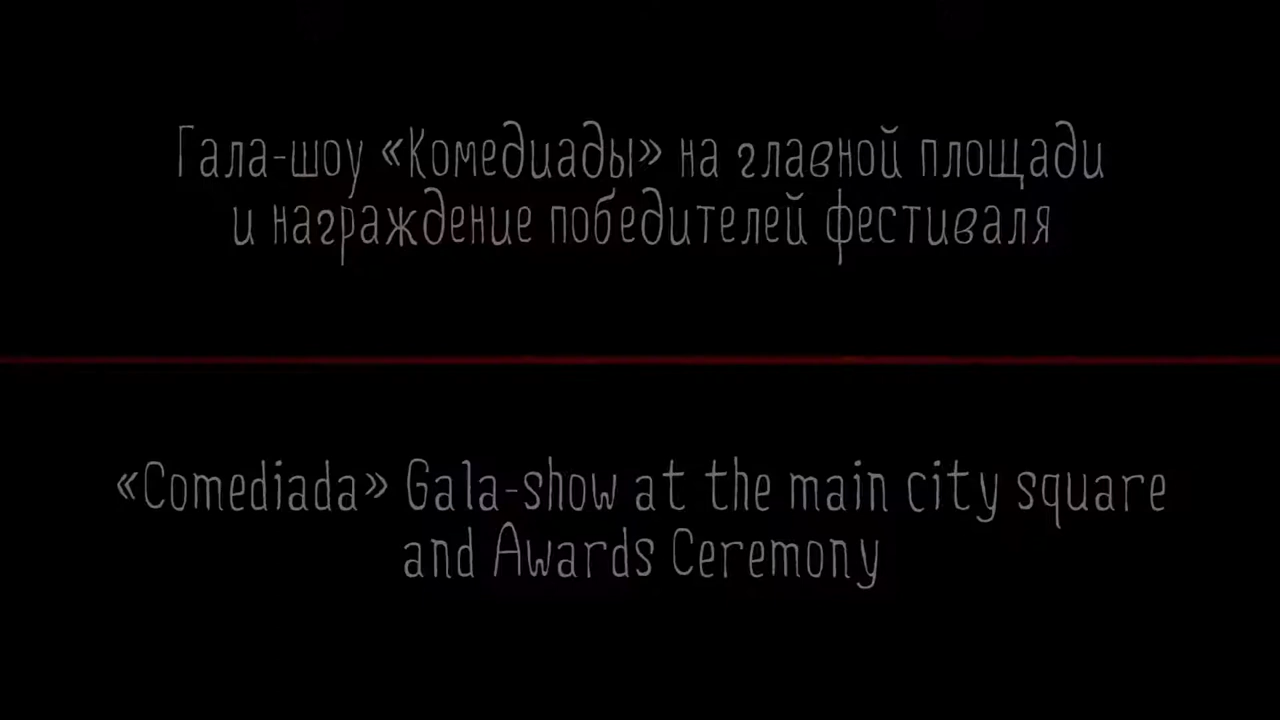 Гала-шоу «Комедиады» на главной площади
и награждение победителей фестиваля
«Comediada» Gala-show at the main city square
and Awards Ceremony